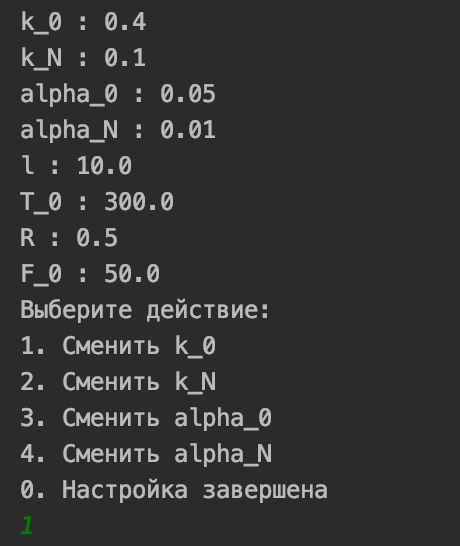 k_0 : 0.4
k_N : 0.1
alpha_0 : 0.05
alpha_N : 0.01
l : 10.0
T_0 : 300.0
R : 0.5
F_0 : 50.0
Выберите действие:
1. Сменить k_0
2. Сменить k_N
3. Сменить alpha_0
4. Сменить alpha_N
0. Настройка завершена
1